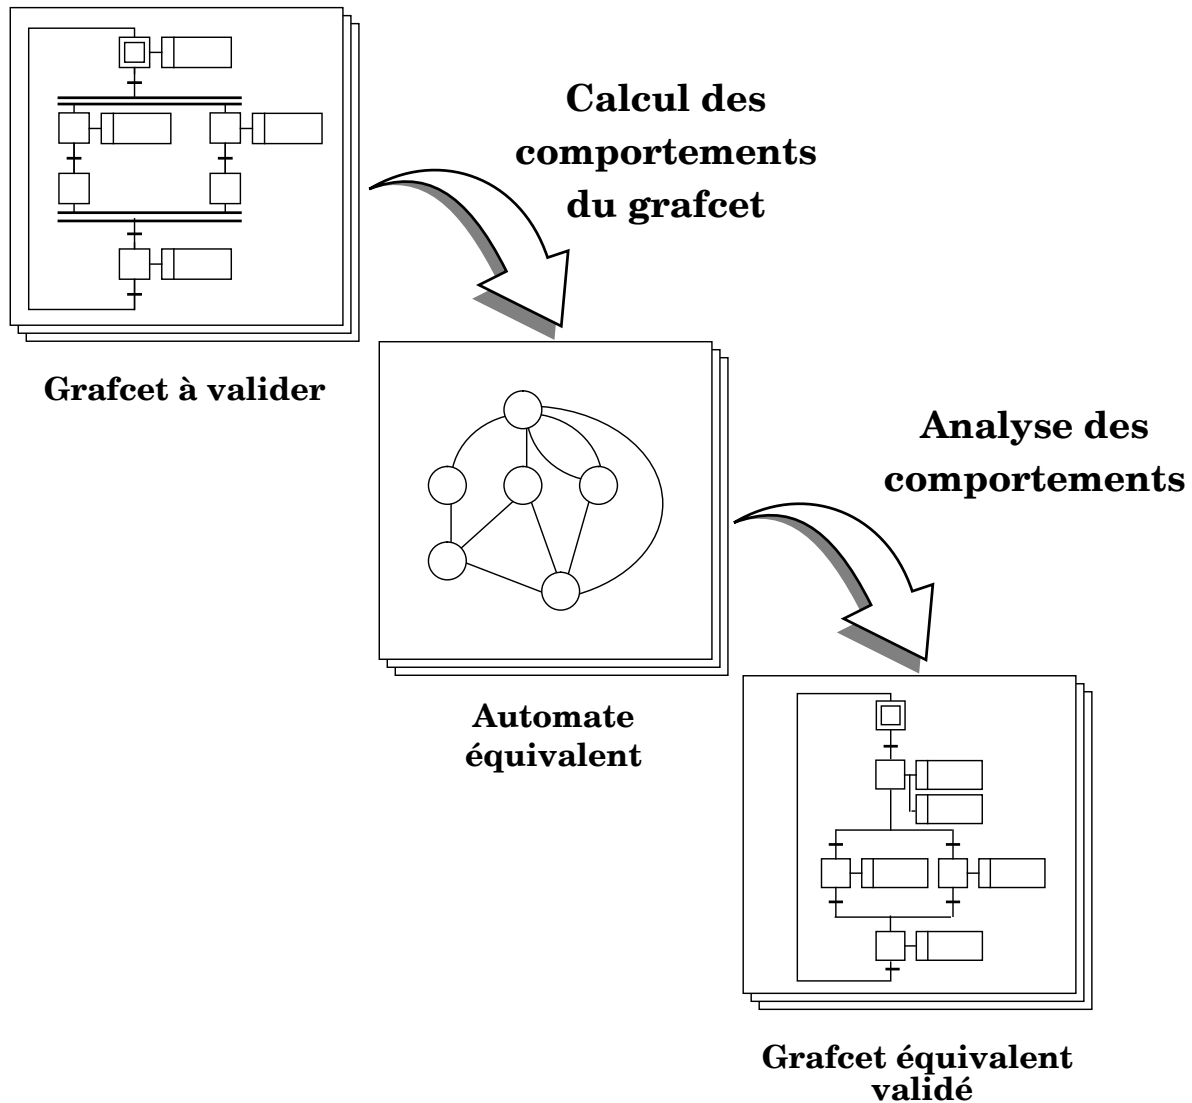 Calcul des
comportements
du grafcet
Grafcet à valider
Analyse des
comportements
Automate
équivalent
Grafcet équivalent
validé